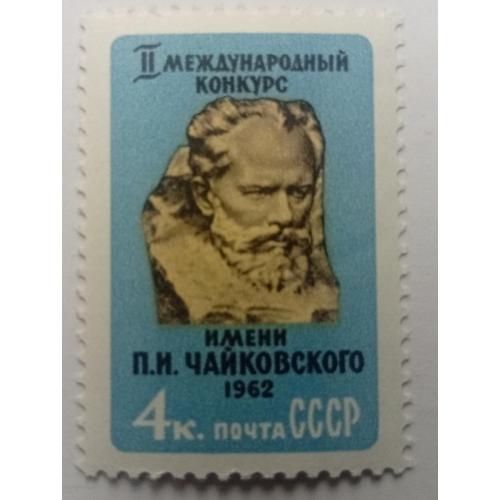 II МЕЖДУНАРОДНЫЙ
КОНКУРС
ИМЕНИ
П.И. ЧАЙКОВСКОГО
1962
4к. ПОЧТА СССР